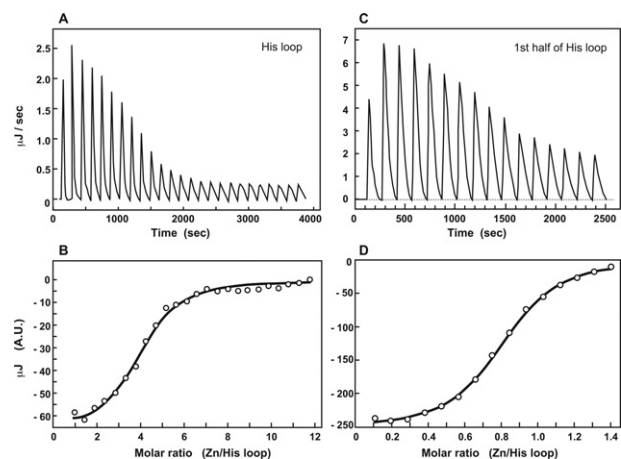 A
His loop
2.5
2.0
1.5
1.0
0.5
0
µJ / sec
0 1000 2000 3000 4000
Time (sec)
C
1st half of His loop
7
6
5
4
3
2
1
0
0 500 1000 1500 2000 2500
Time (sec)
B
0
- 10
- 20
- 30
- 40
- 50
- 60
µJ (A.U.)
0 2 4 6 8 10 12
Molar ratio (Zn/His loop)
D
0
- 50
- 100
- 150
- 200
- 250
0.0 0.2 0.4 0.6 0.8 1.0 1.2 1.4
Molar ratio (Zn/His loop)